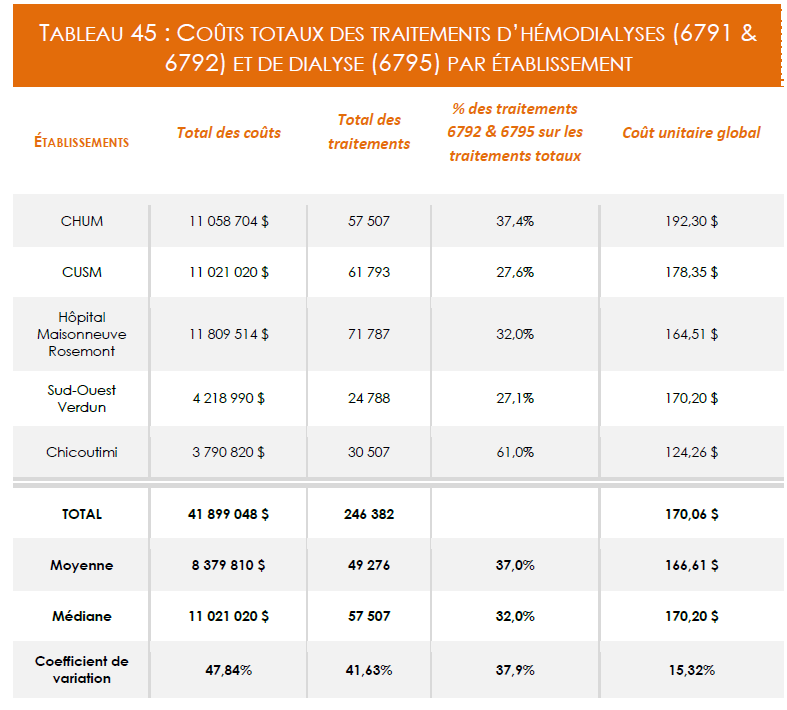 TABLEAU 45 : COÛTS TOTAUX DES TRAITEMENTS D’HÉMODIALYSES (6791 &
6792) ET DE DIALYSE (6795) PAR ÉTABLISSEMENT
ÉTABLISSEMENTS
Total des coûts
Total des
traitements
% des traitements
6792 & 6795 sur les
traitements totaux
Coût unitaire global
CHUM 11 058 704 $ 57 507 37,4% 192,30 $
CUSM 11 021 020 $ 61 793 27,6% 178,35 $
Hôpital
Maisonneuve
Rosemont
11 809 514 $ 71 787 32,0% 164,51 $
Sud-Ouest
Verdun
4 218 990 $ 24 788 27,1% 170,20 $
Chicoutimi 3 790 820 $ 30 507 61,0% 124,26 $
TOTAL 41 899 048 $ 246 382 170,06 $
Moyenne 8 379 810 $ 49 276 37,0% 166,61 $
Médiane 11 021 020 $ 57 507 32,0% 170,20 $
Coefficient de
variation
47,84% 41,63% 37,9% 15,32%